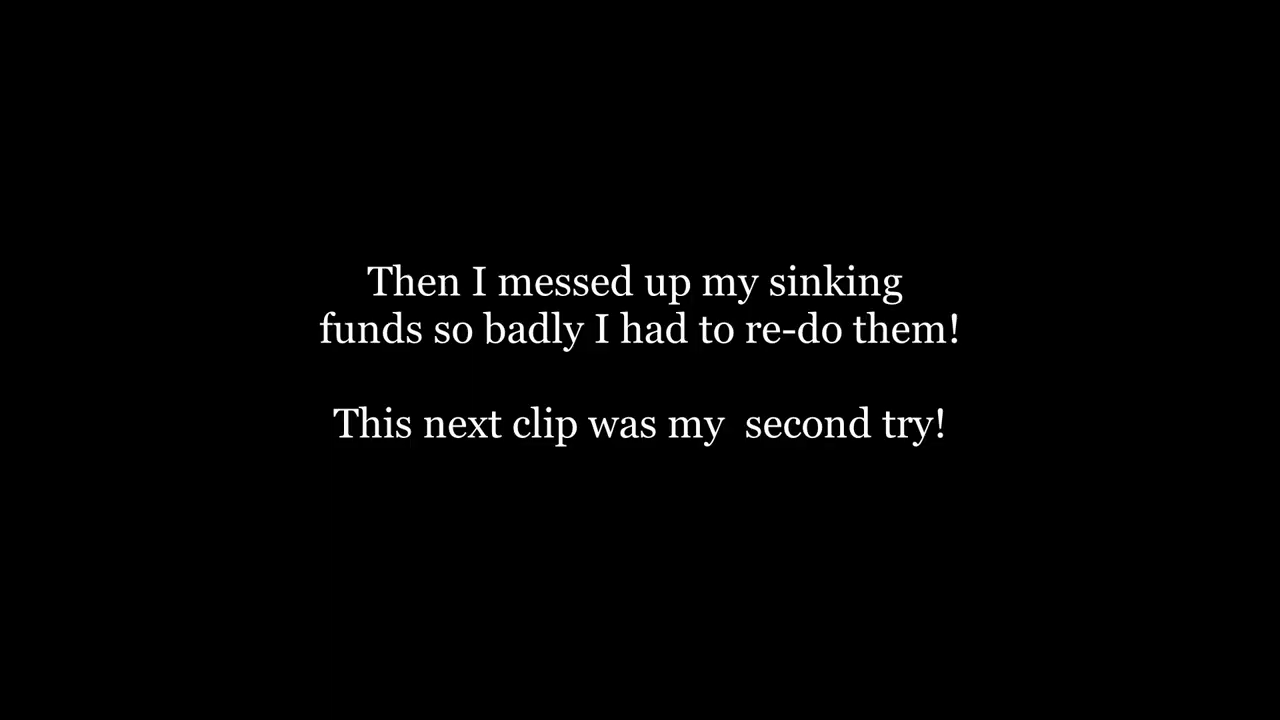 Then I messed up my sinking
funds so badly I had to re-do them!
This next clip was my  second try!